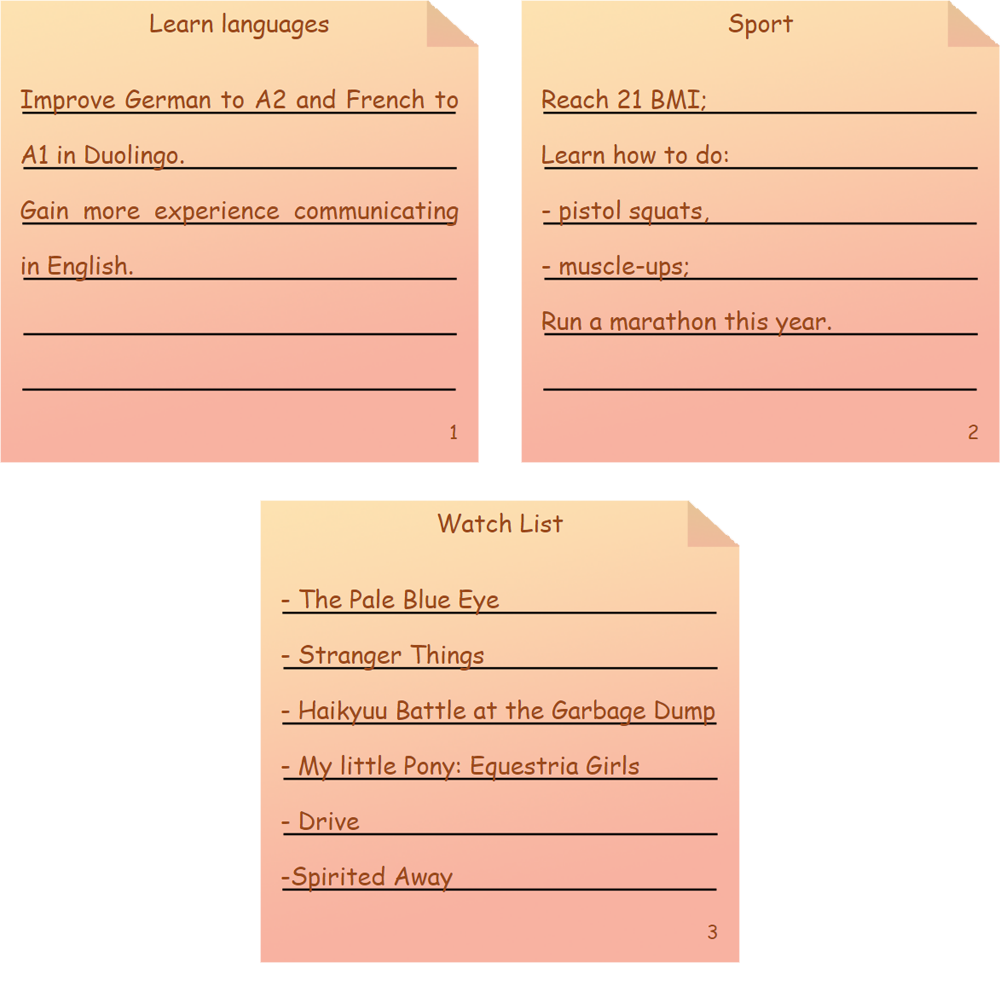 Learn languages
Improve German to A2 and French to
A1 in Duolingo.
Gain more experience communicating
in English.
1
Sport
Reach 21 BMI;
Learn how to do:
- pistol squats,
- muscle-ups;
Run a marathon this year.
2
Watch List
- The Pale Blue Eye
- Stranger Things
- Haikyuu Battle at the Garbage Dump
- My little Pony: Equestria Girls
- Drive
-Spirited Away
3